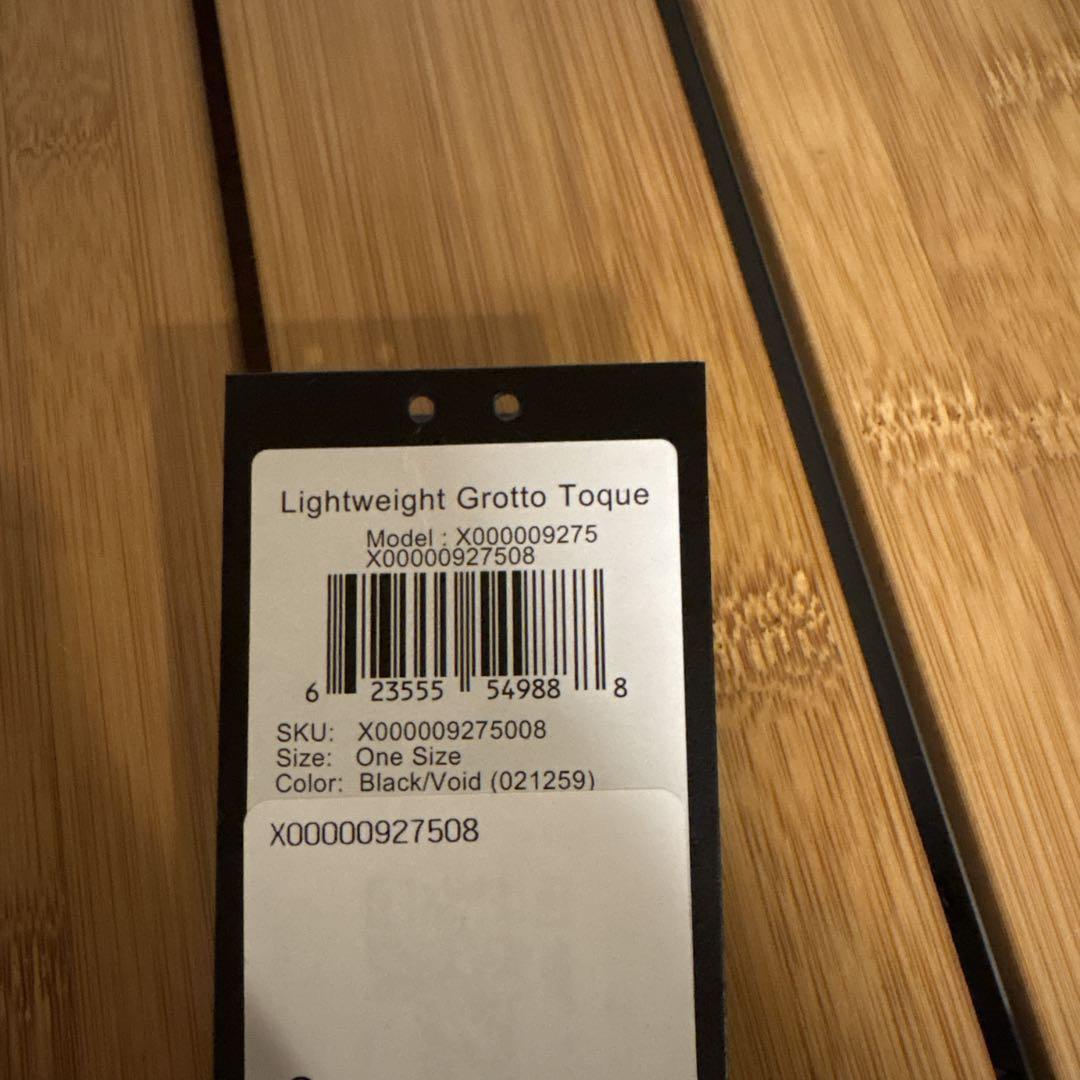 Lightweight Grotto Toque
Model : X000009275
X00000927508
6 23555 54988 8
SKU: X000009275008
Size: One Size
Color: Black/Void (021259)
X00000927508